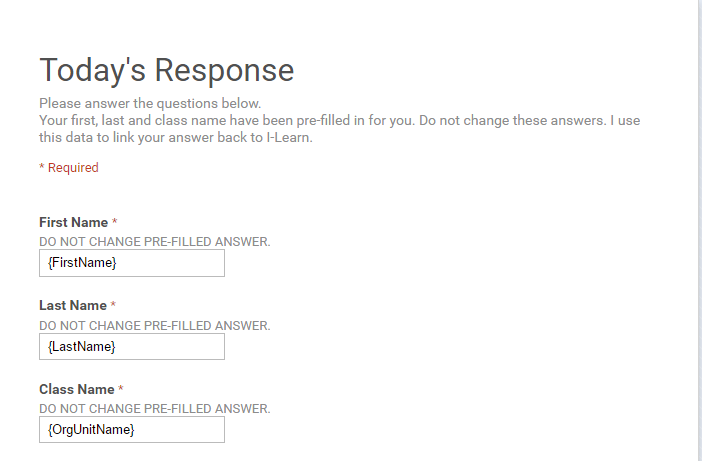 Today's Response
Please answer the questions below.
Your first, last and class name have been pre-filled in for you. Do not change these answers. I use
this data to link your answer back to I-Learn.
* Required
First Name *
DO NOT CHANGE PRE-FILLED ANSWER.
{FirstName}
Last Name *
DO NOT CHANGE PRE-FILLED ANSWER.
{LastName}
Class Name *
DO NOT CHANGE PRE-FILLED ANSWER.
{OrgUnitName}